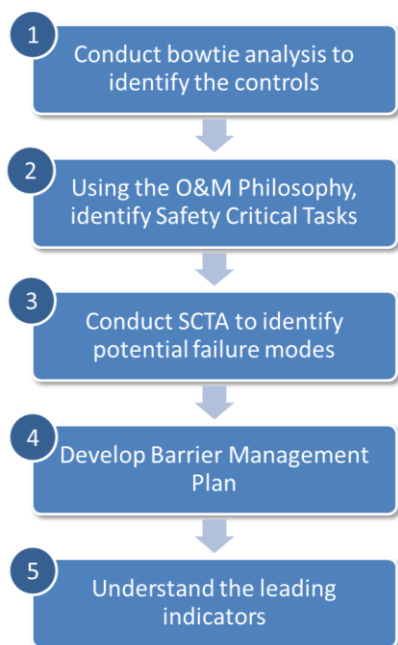 1
Conduct bowtie analysis to
identify the controls
2
Using the O&M Philosophy,
identify Safety Critical Tasks
3
Conduct SCTA to identify
potential failure modes
4
Develop Barrier Management
Plan
5
Understand the leading
indicators